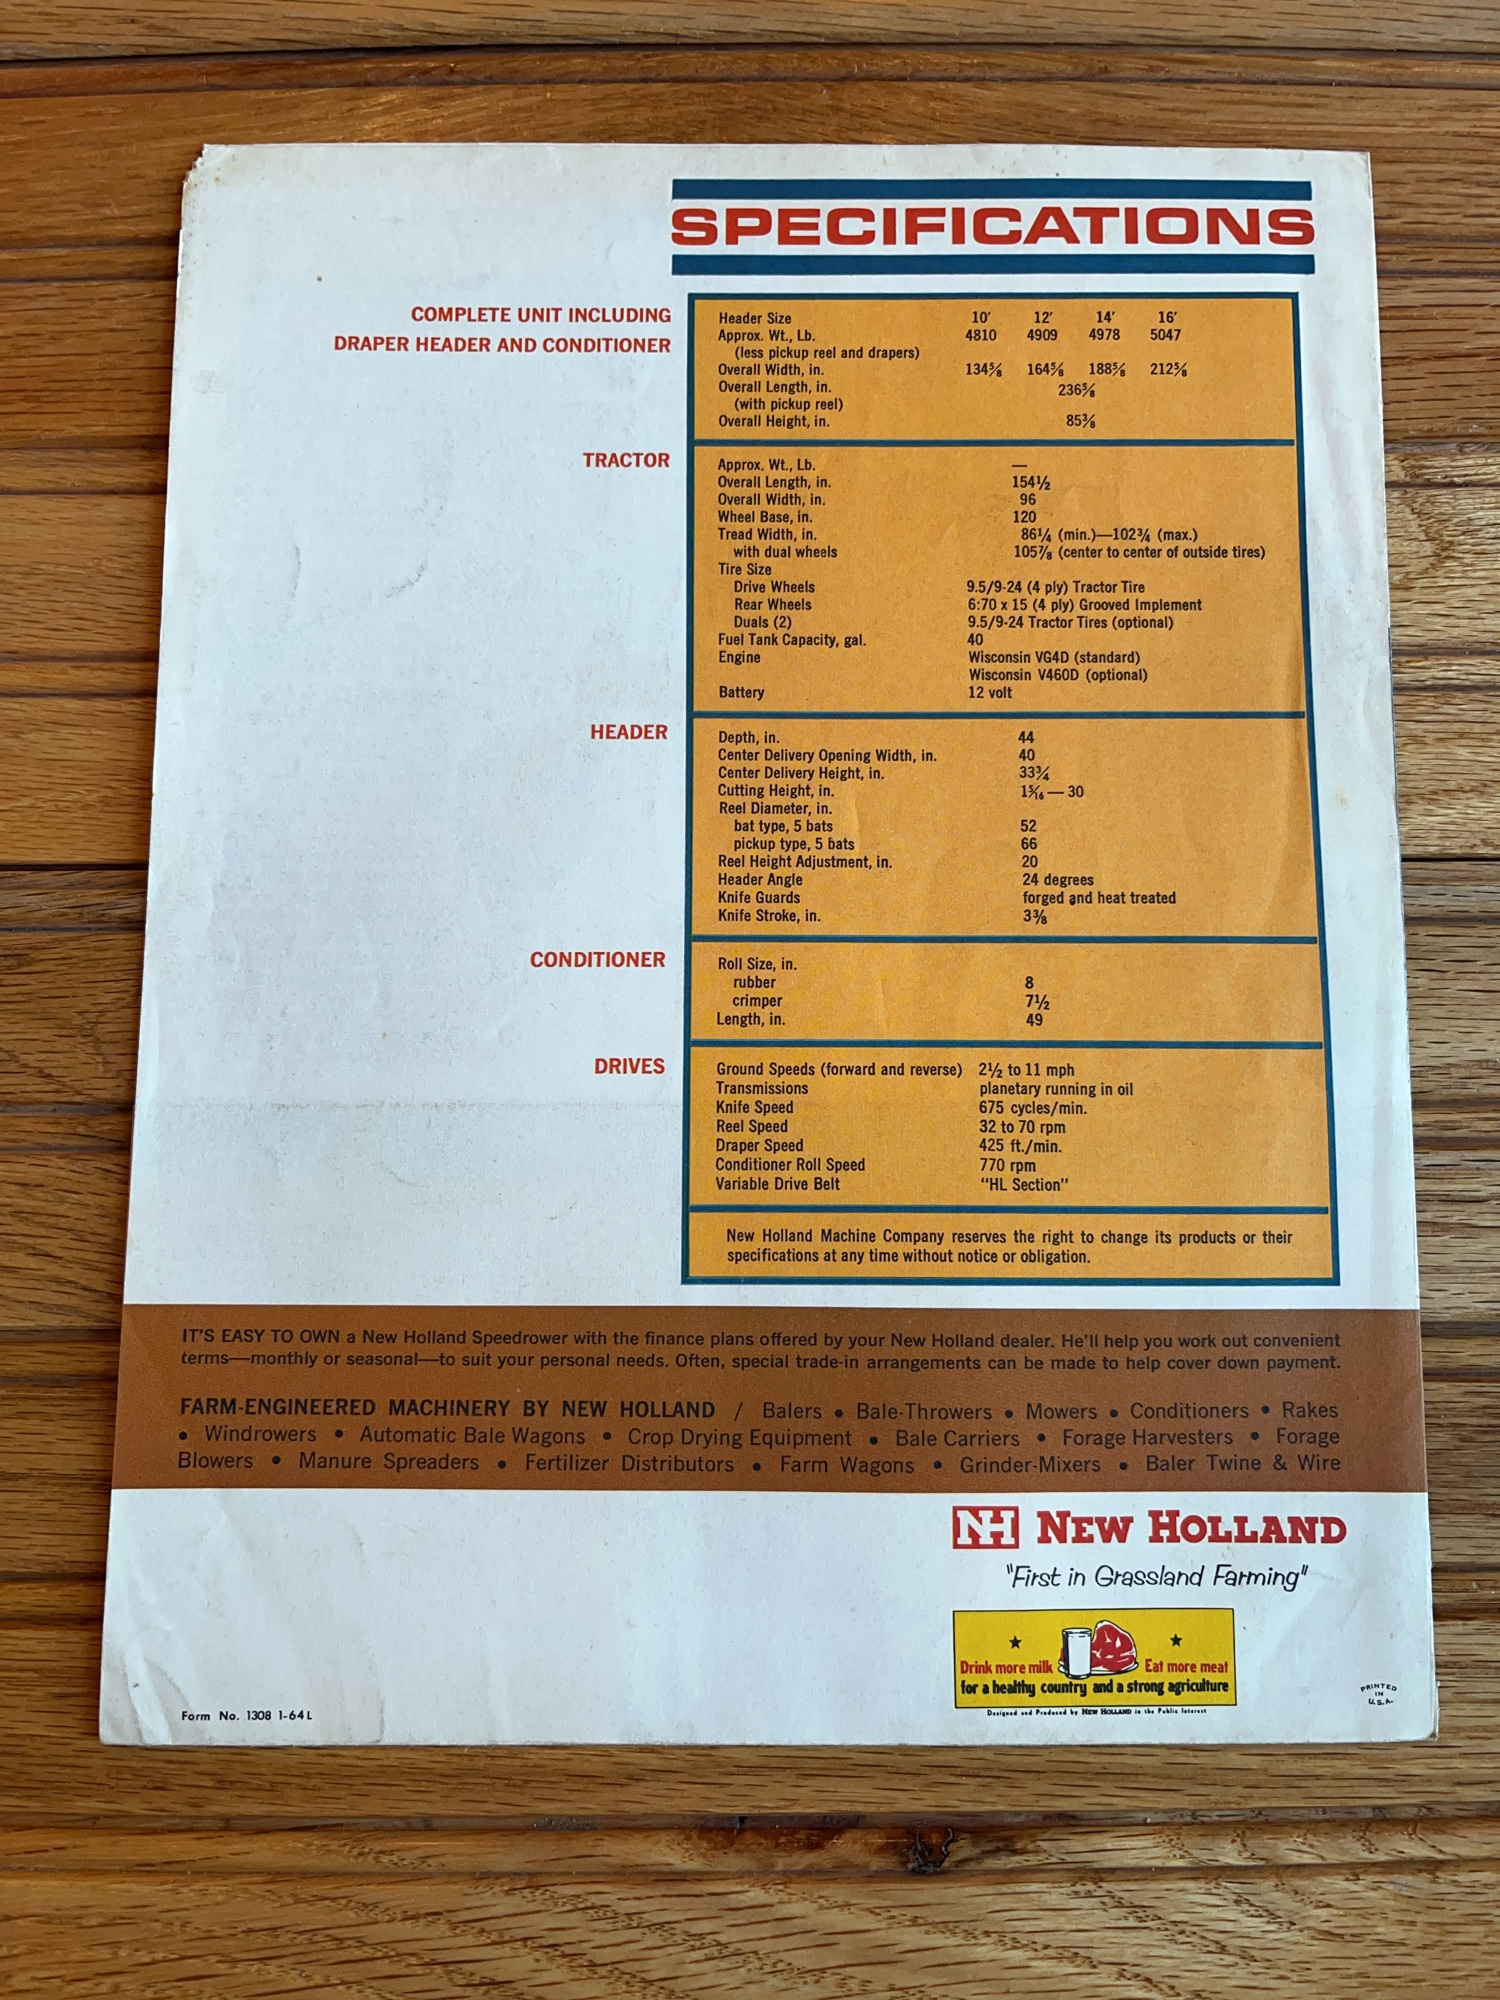 SPECIFICATIONS
COMPLETE UNIT INCLUDING
DRAPER HEADER AND CONDITIONER
Header Size 10' 12' 14' 16'
Approx. Wt., Lb. 4810 4909 4978 5047
(less pickup reel and drapers)
Overall Width, in. 134⅝ 164⅝ 188⅝ 212⅝
Overall Length, in. 236⅝
(with pickup reel)
Overall Height, in. 85⅜
TRACTOR
Approx. Wt., Lb. —
Overall Length, in. 154½
Overall Width, in. 96
Wheel Base, in. 120
Tread Width, in. 86¼ (min.)—102¾ (max.)
with dual wheels 105⅞ (center to center of outside tires)
Tire Size
Drive Wheels 9.5/9-24 (4 ply) Tractor Tire
Rear Wheels 6:70 x 15 (4 ply) Grooved Implement
Duals (2) 9.5/9-24 Tractor Tires (optional)
Fuel Tank Capacity, gal. 40
Engine Wisconsin VG4D (standard)
Wisconsin V460D (optional)
Battery 12 volt
HEADER
Depth, in. 44
Center Delivery Opening Width, in. 40
Center Delivery Height, in. 33¾
Cutting Height, in. 15/16 — 30
Reel Diameter, in.
bat type, 5 bats 52
pickup type, 5 bats 66
Reel Height Adjustment, in. 20
Header Angle 24 degrees
Knife Guards forged and heat treated
Knife Stroke, in. 3⅜
CONDITIONER
Roll Size, in.
rubber 8
crimper 7½
Length, in. 49
DRIVES
Ground Speeds (forward and reverse) 2½ to 11 mph
Transmissions planetary running in oil
Knife Speed 675 cycles/min.
Reel Speed 32 to 70 rpm
Draper Speed 425 ft./min.
Conditioner Roll Speed 770 rpm
Variable Drive Belt "HL Section"
New Holland Machine Company reserves the right to change its products or their
specifications at any time without notice or obligation.
IT'S EASY TO OWN a New Holland Speedrower with the finance plans offered by your New Holland dealer. He'll help you work out convenient
terms—monthly or seasonal—to suit your personal needs. Often, special trade-in arrangements can be made to help cover down payment.
FARM-ENGINEERED MACHINERY BY NEW HOLLAND / Balers • Bale-Throwers • Mowers • Conditioners • Rakes
• Windrowers • Automatic Bale Wagons • Crop Drying Equipment • Bale Carriers • Forage Harvesters • Forage
Blowers • Manure Spreaders • Fertilizer Distributors • Farm Wagons • Grinder-Mixers • Baler Twine & Wire
NH NEW HOLLAND
"First in Grassland Farming"
Drink more milk Eat more meat
for a healthy country and a strong agriculture
Designed and Produced by NEW HOLLAND in the Public Interest
PRINTED
IN
U.S.A.
Form No. 1308 1-64L